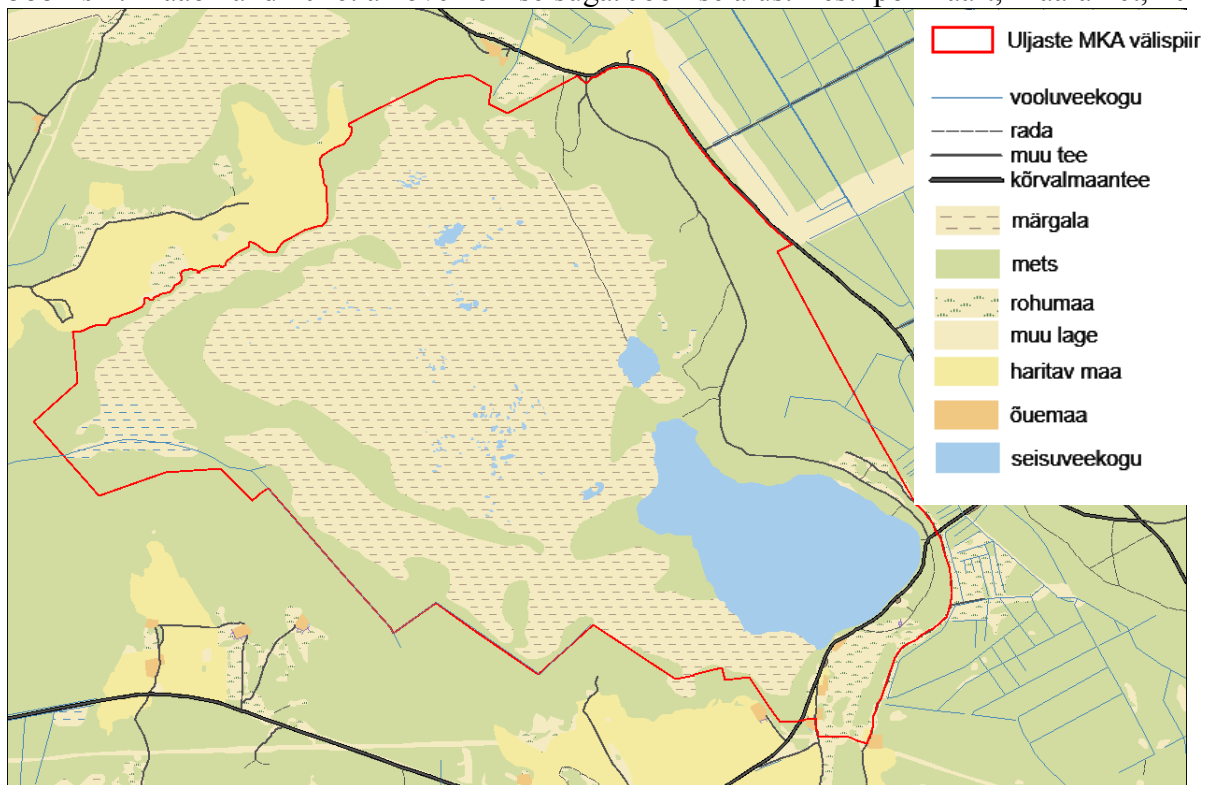 Uljaste MKA välispiir
vooluveekogu
rada
muu tee
kõrvalmaantee
märgala
mets
rohumaa
muu lage
haritav maa
õuemaa
seisuveekogu